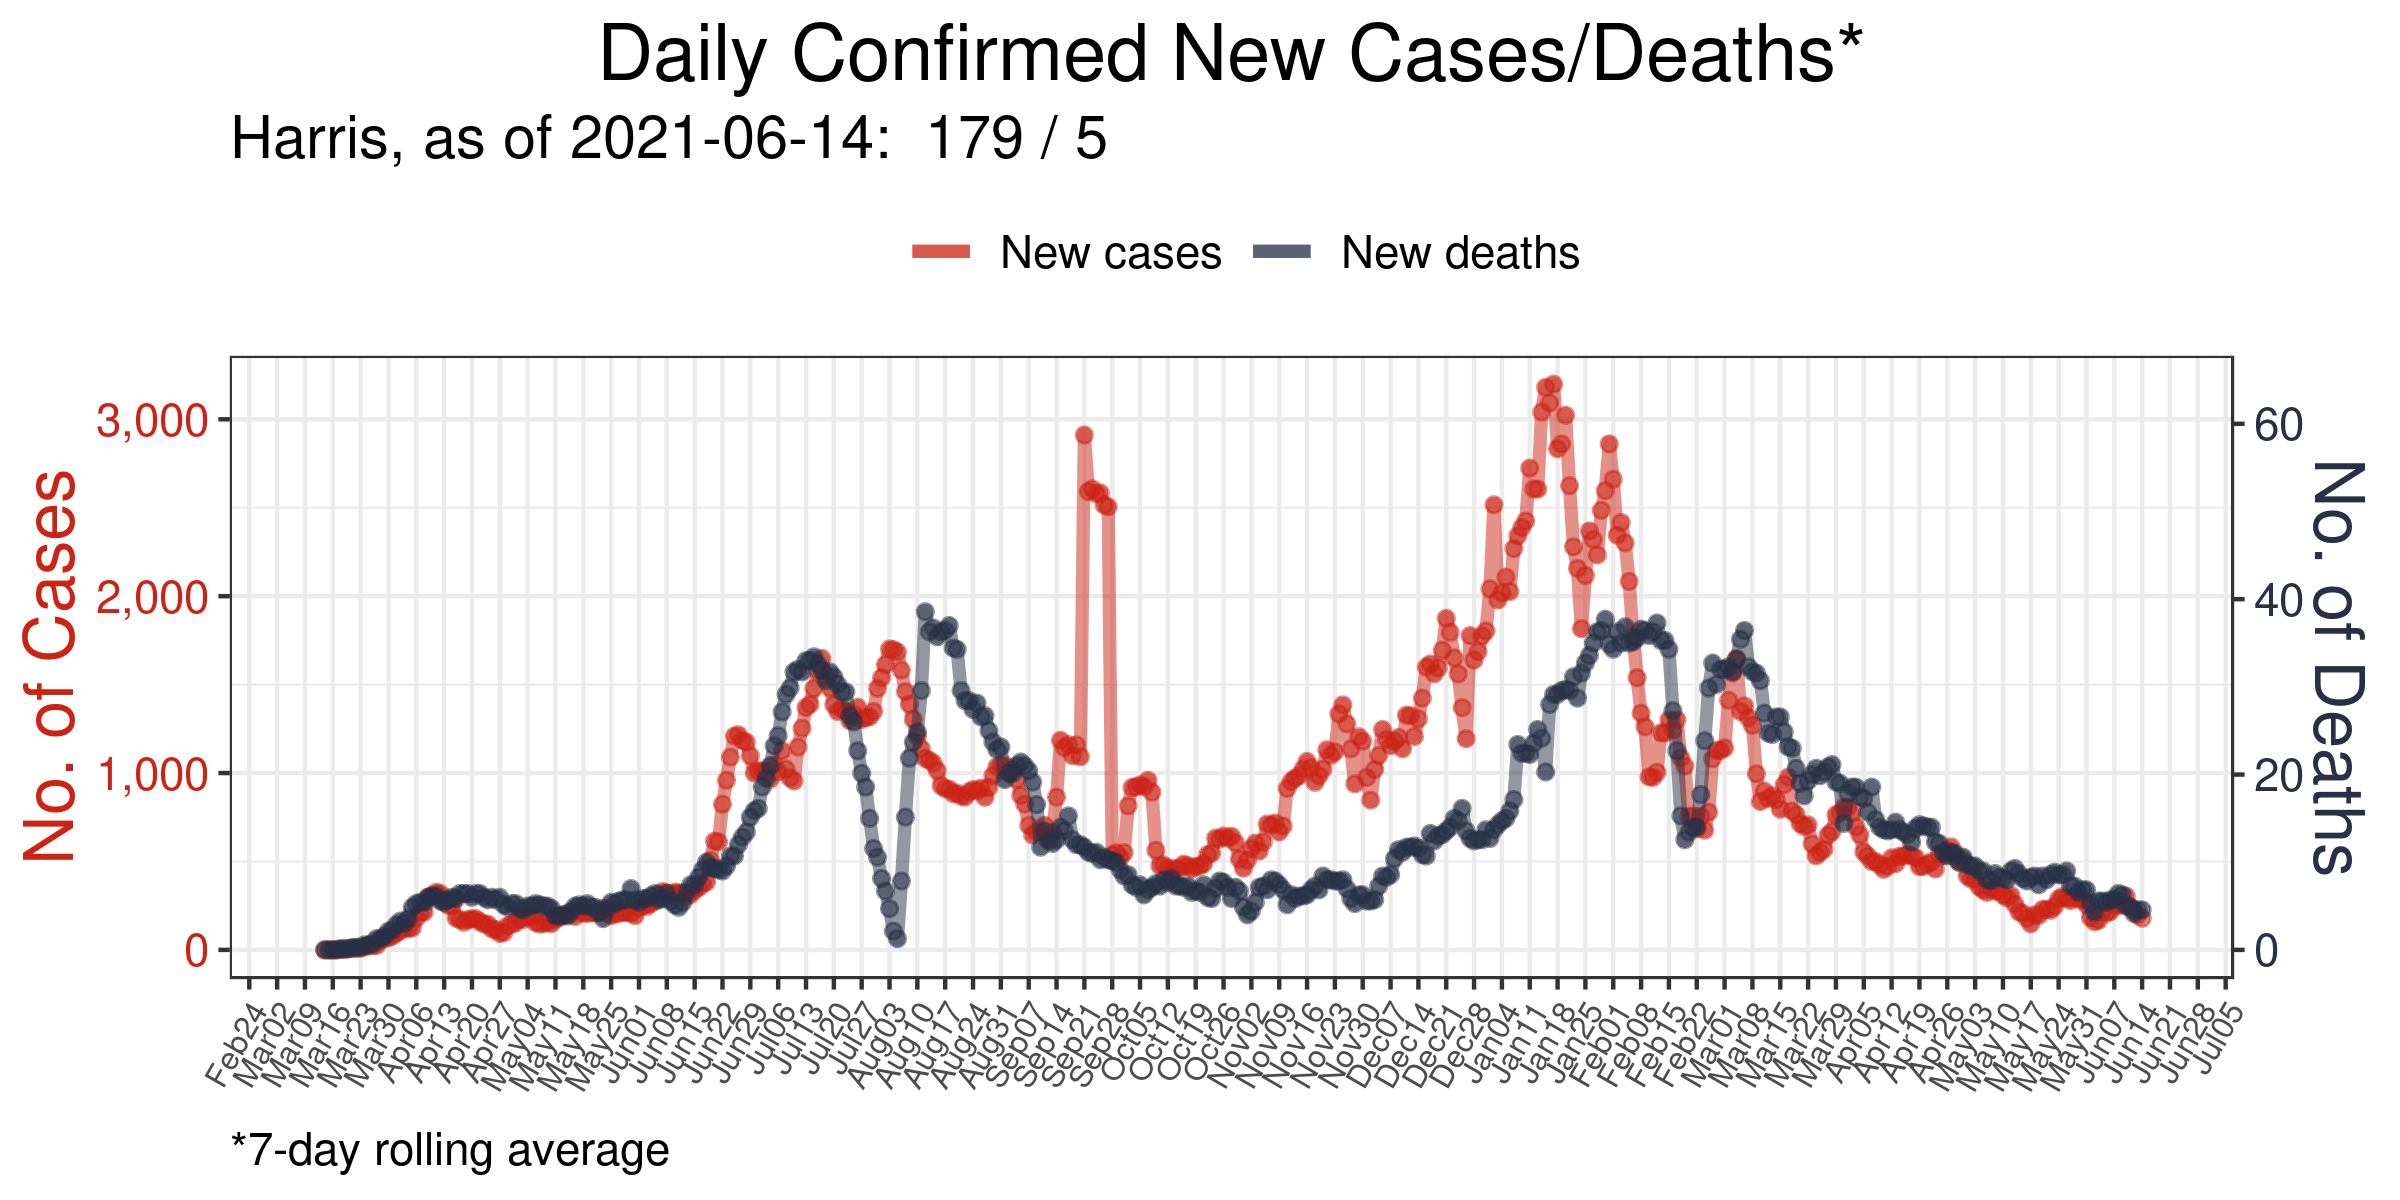 Daily Confirmed New Cases/Deaths*
Harris, as of 2021-06-14:  179 / 5
New cases
New deaths
No. of Cases
3,000
2,000
1,000
0
60
40
20
0
No. of Deaths
Feb24
Mar02
Mar09
Mar16
Mar23
Mar30
Apr06
Apr13
Apr20
Apr27
May04
May11
May18
May25
Jun01
Jun08
Jun15
Jun22
Jun29
Jul06
Jul13
Jul20
Jul27
Aug03
Aug10
Aug17
Aug24
Aug31
Sep07
Sep14
Sep21
Sep28
Oct05
Oct12
Oct19
Oct26
Nov02
Nov09
Nov16
Nov23
Nov30
Dec07
Dec14
Dec21
Dec28
Jan04
Jan11
Jan18
Jan25
Feb01
Feb08
Feb15
Feb22
Mar01
Mar08
Mar15
Mar22
Mar29
Apr05
Apr12
Apr19
Apr26
May03
May10
May17
May24
May31
Jun07
Jun14
Jun21
Jun28
Jul05
*7-day rolling average